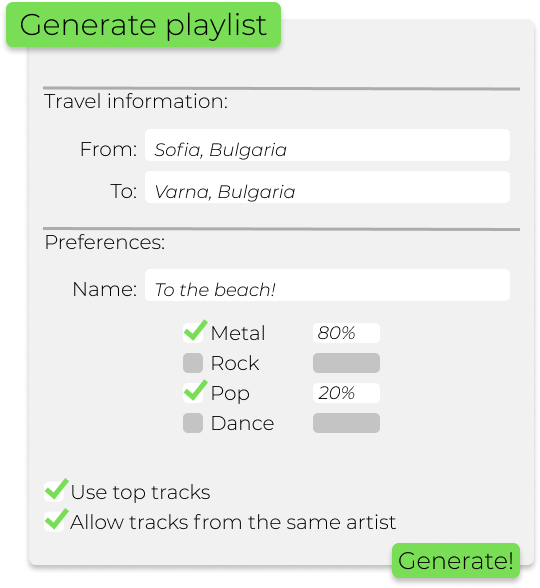 Generate playlist
Travel information:
From: Sofia, Bulgaria
To: Varna, Bulgaria
Preferences:
Name: To the beach!
Metal 80%
Rock
Pop 20%
Dance
Use top tracks
Allow tracks from the same artist
Generate!